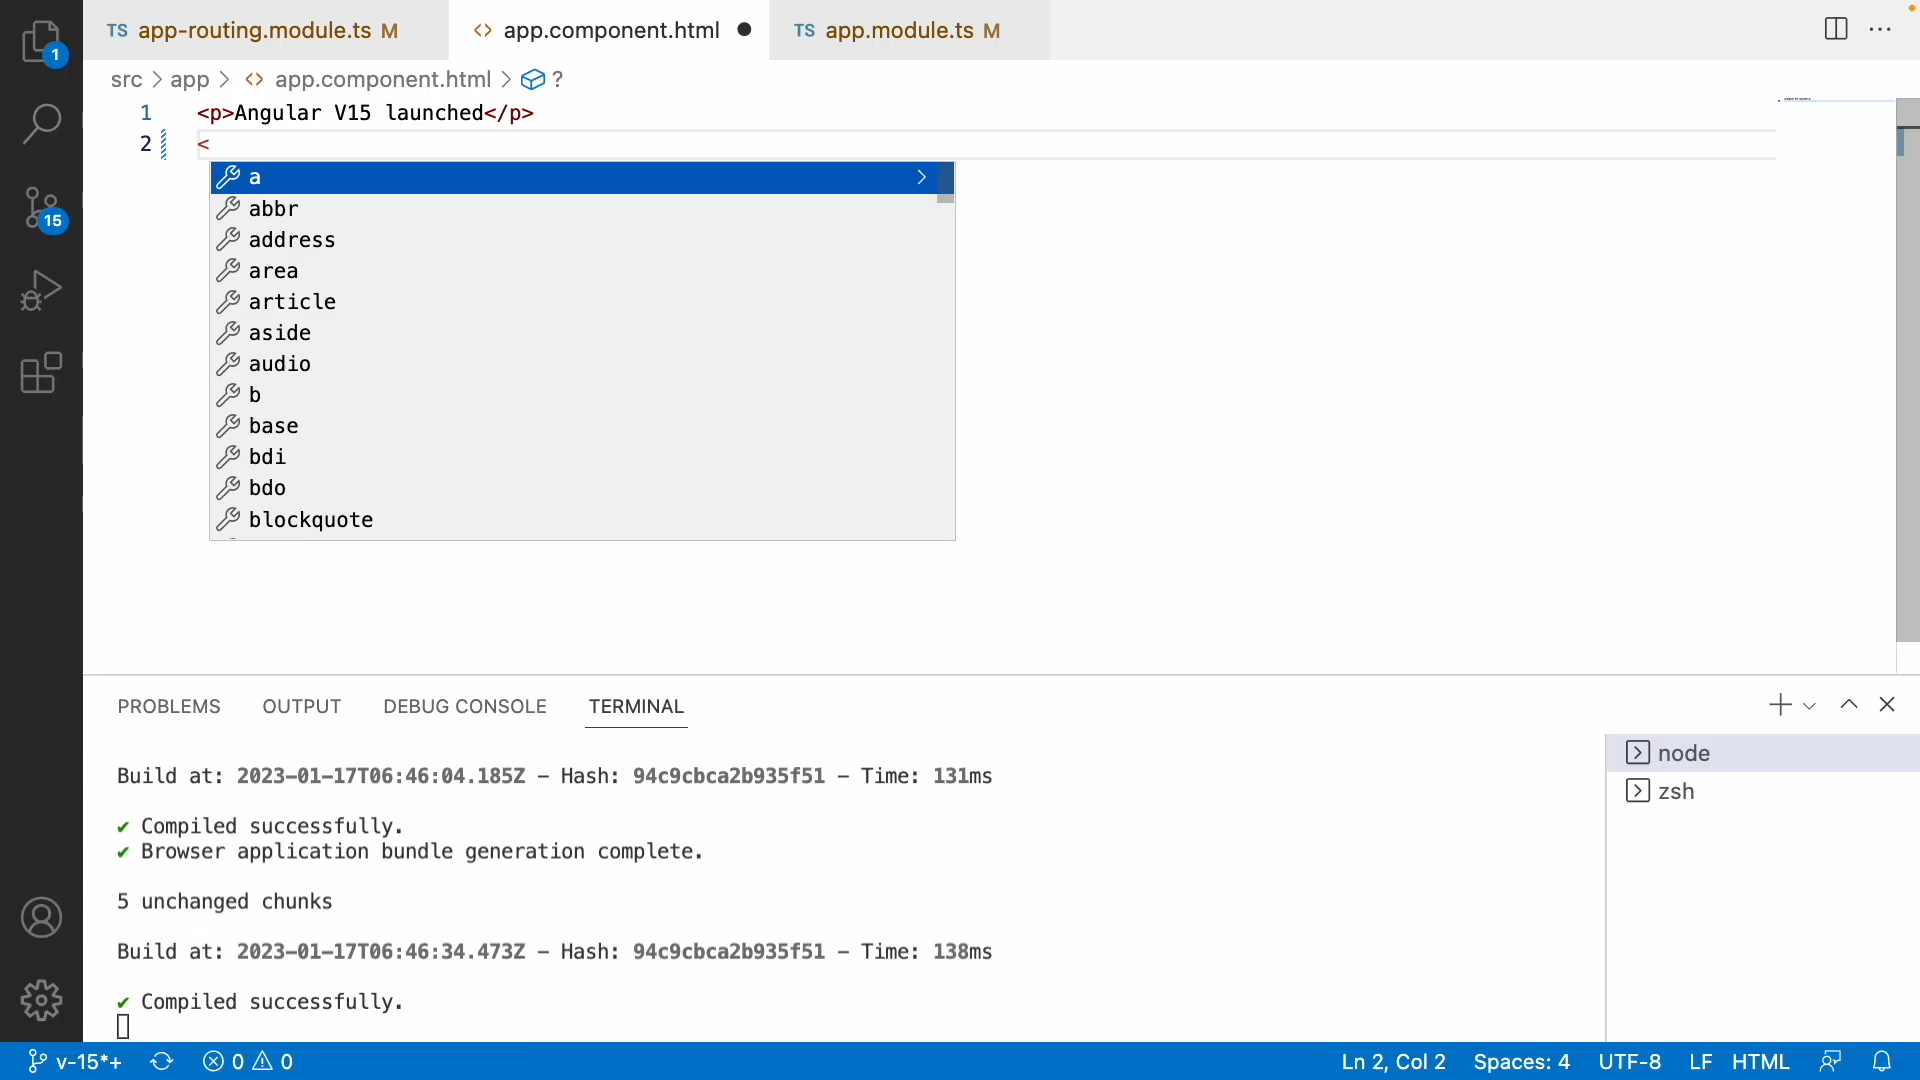 TS app-routing.module.ts M
<> app.component.html
TS app.module.ts M
1
src > app > <> app.component.html > ?
1 <p>Angular V15 launched</p>
2 <
15
a
abbr
address
area
article
aside
audio
b
base
bdi
bdo
blockquote
PROBLEMS OUTPUT DEBUG CONSOLE TERMINAL
node
zsh
Build at: 2023-01-17T06:46:04.185Z - Hash: 94c9cbca2b935f51 - Time: 131ms
✔ Compiled successfully.
✔ Browser application bundle generation complete.
5 unchanged chunks
Build at: 2023-01-17T06:46:34.473Z - Hash: 94c9cbca2b935f51 - Time: 138ms
✔ Compiled successfully.
v-15*+ 0 0 Ln 2, Col 2 Spaces: 4 UTF-8 LF HTML